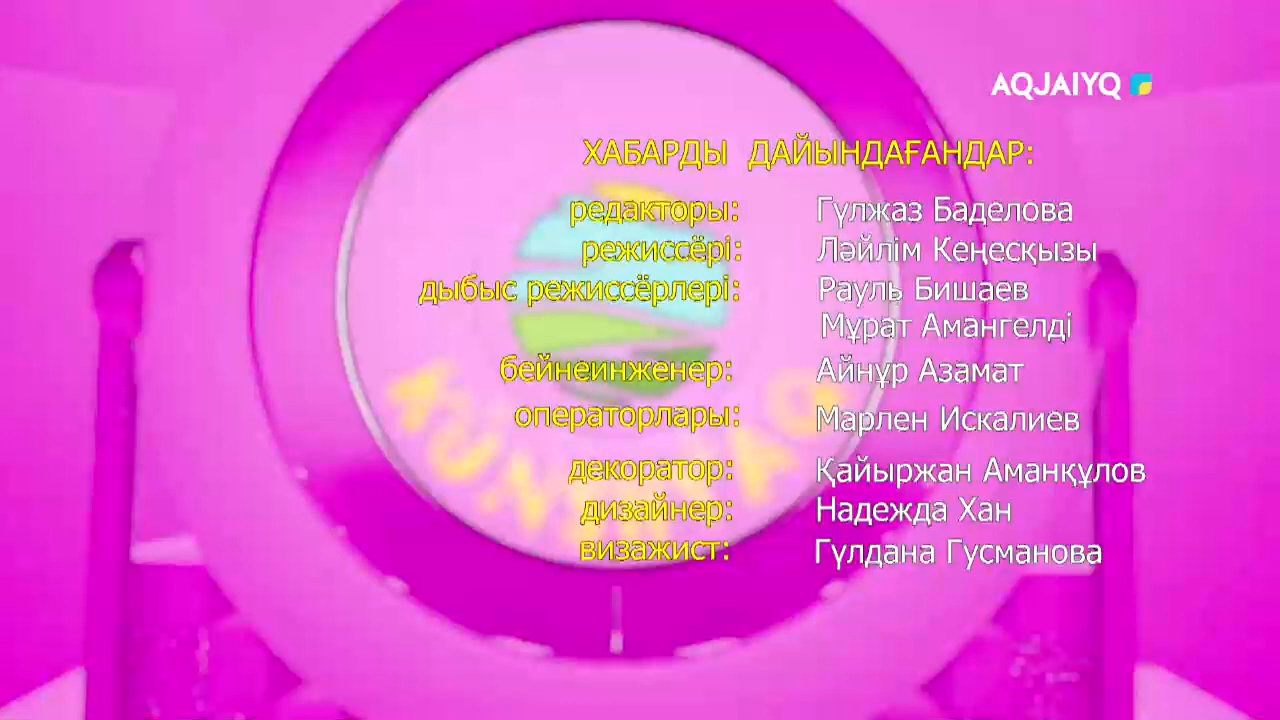 AQJAIYQ
ХАБАРДЫ ДАЙЫНДАҒАНДАР:
редакторы: Гүлжаз Баделова
режиссёрі: Ләйлім Кеңесқызы
дыбыс режиссёрлері: Рауль Бишаев
Мұрат Амангелді
бейнеинженер: Айнұр Азамат
операторлары: Марлен Искалиев
декоратор: Қайыржан Аманқұлов
дизайнер: Надежда Хан
визажист: Гүлдана Гусманова